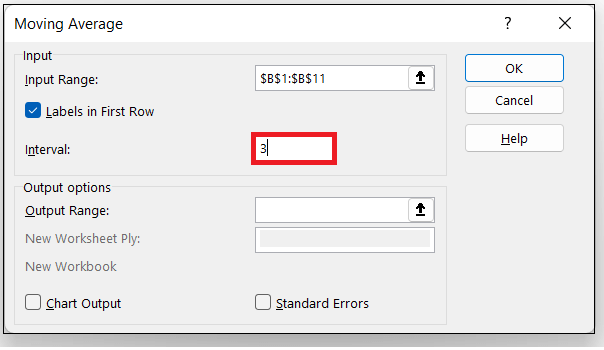 Moving Average ?
Input
Input Range: $B$1:$B$11 OK
Labels in First Row Cancel
Interval: 3 Help
Output options
Output Range:
New Worksheet Ply:
New Workbook
Chart Output Standard Errors